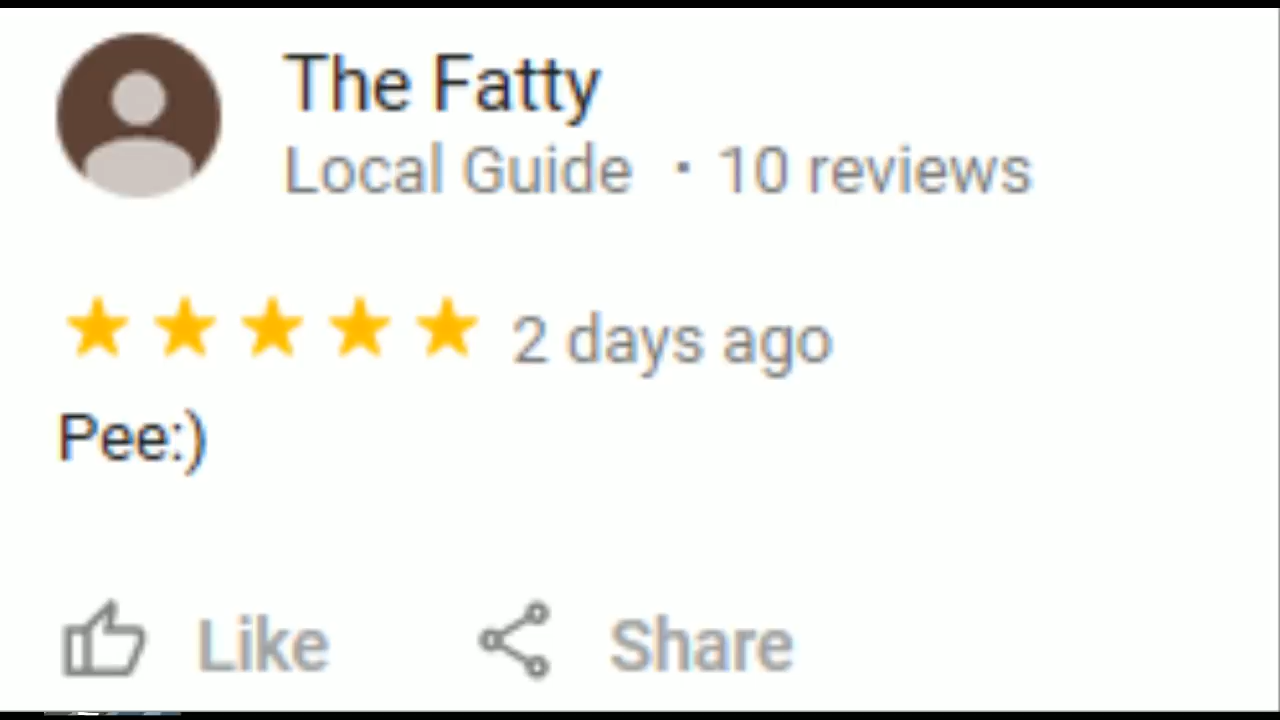 The Fatty
Local Guide · 10 reviews
2 days ago
Pee:)
Like Share